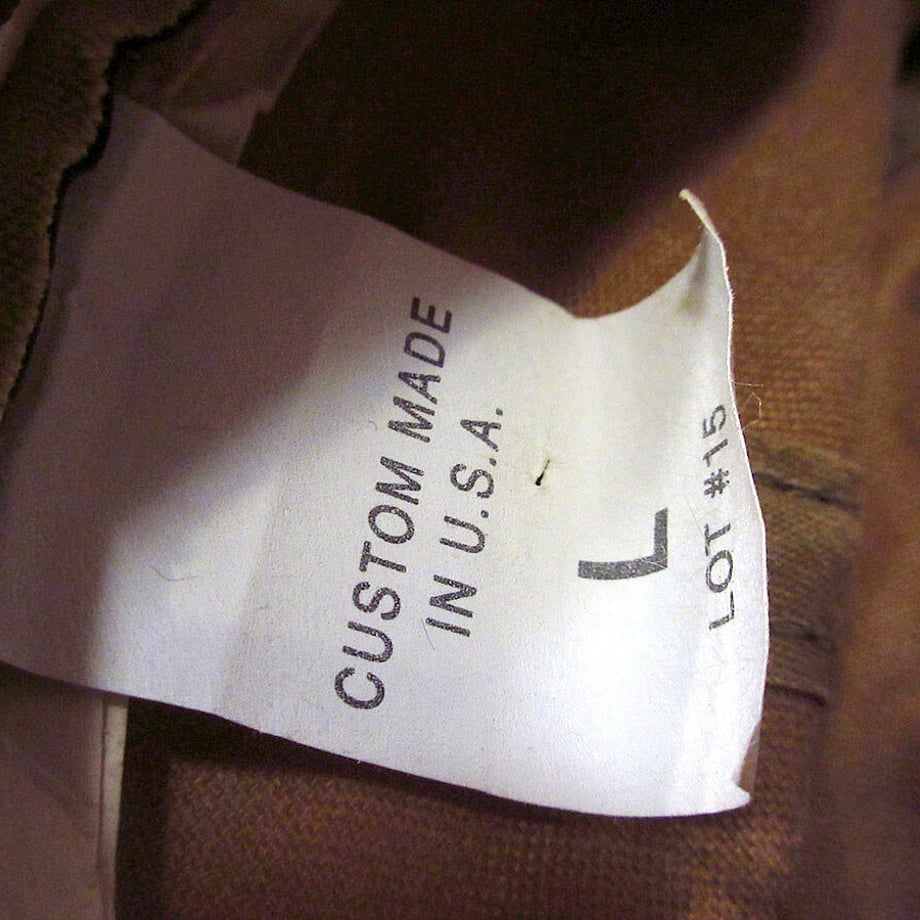 CUSTOM MADE
IN U.S.A.
L
LOT #15